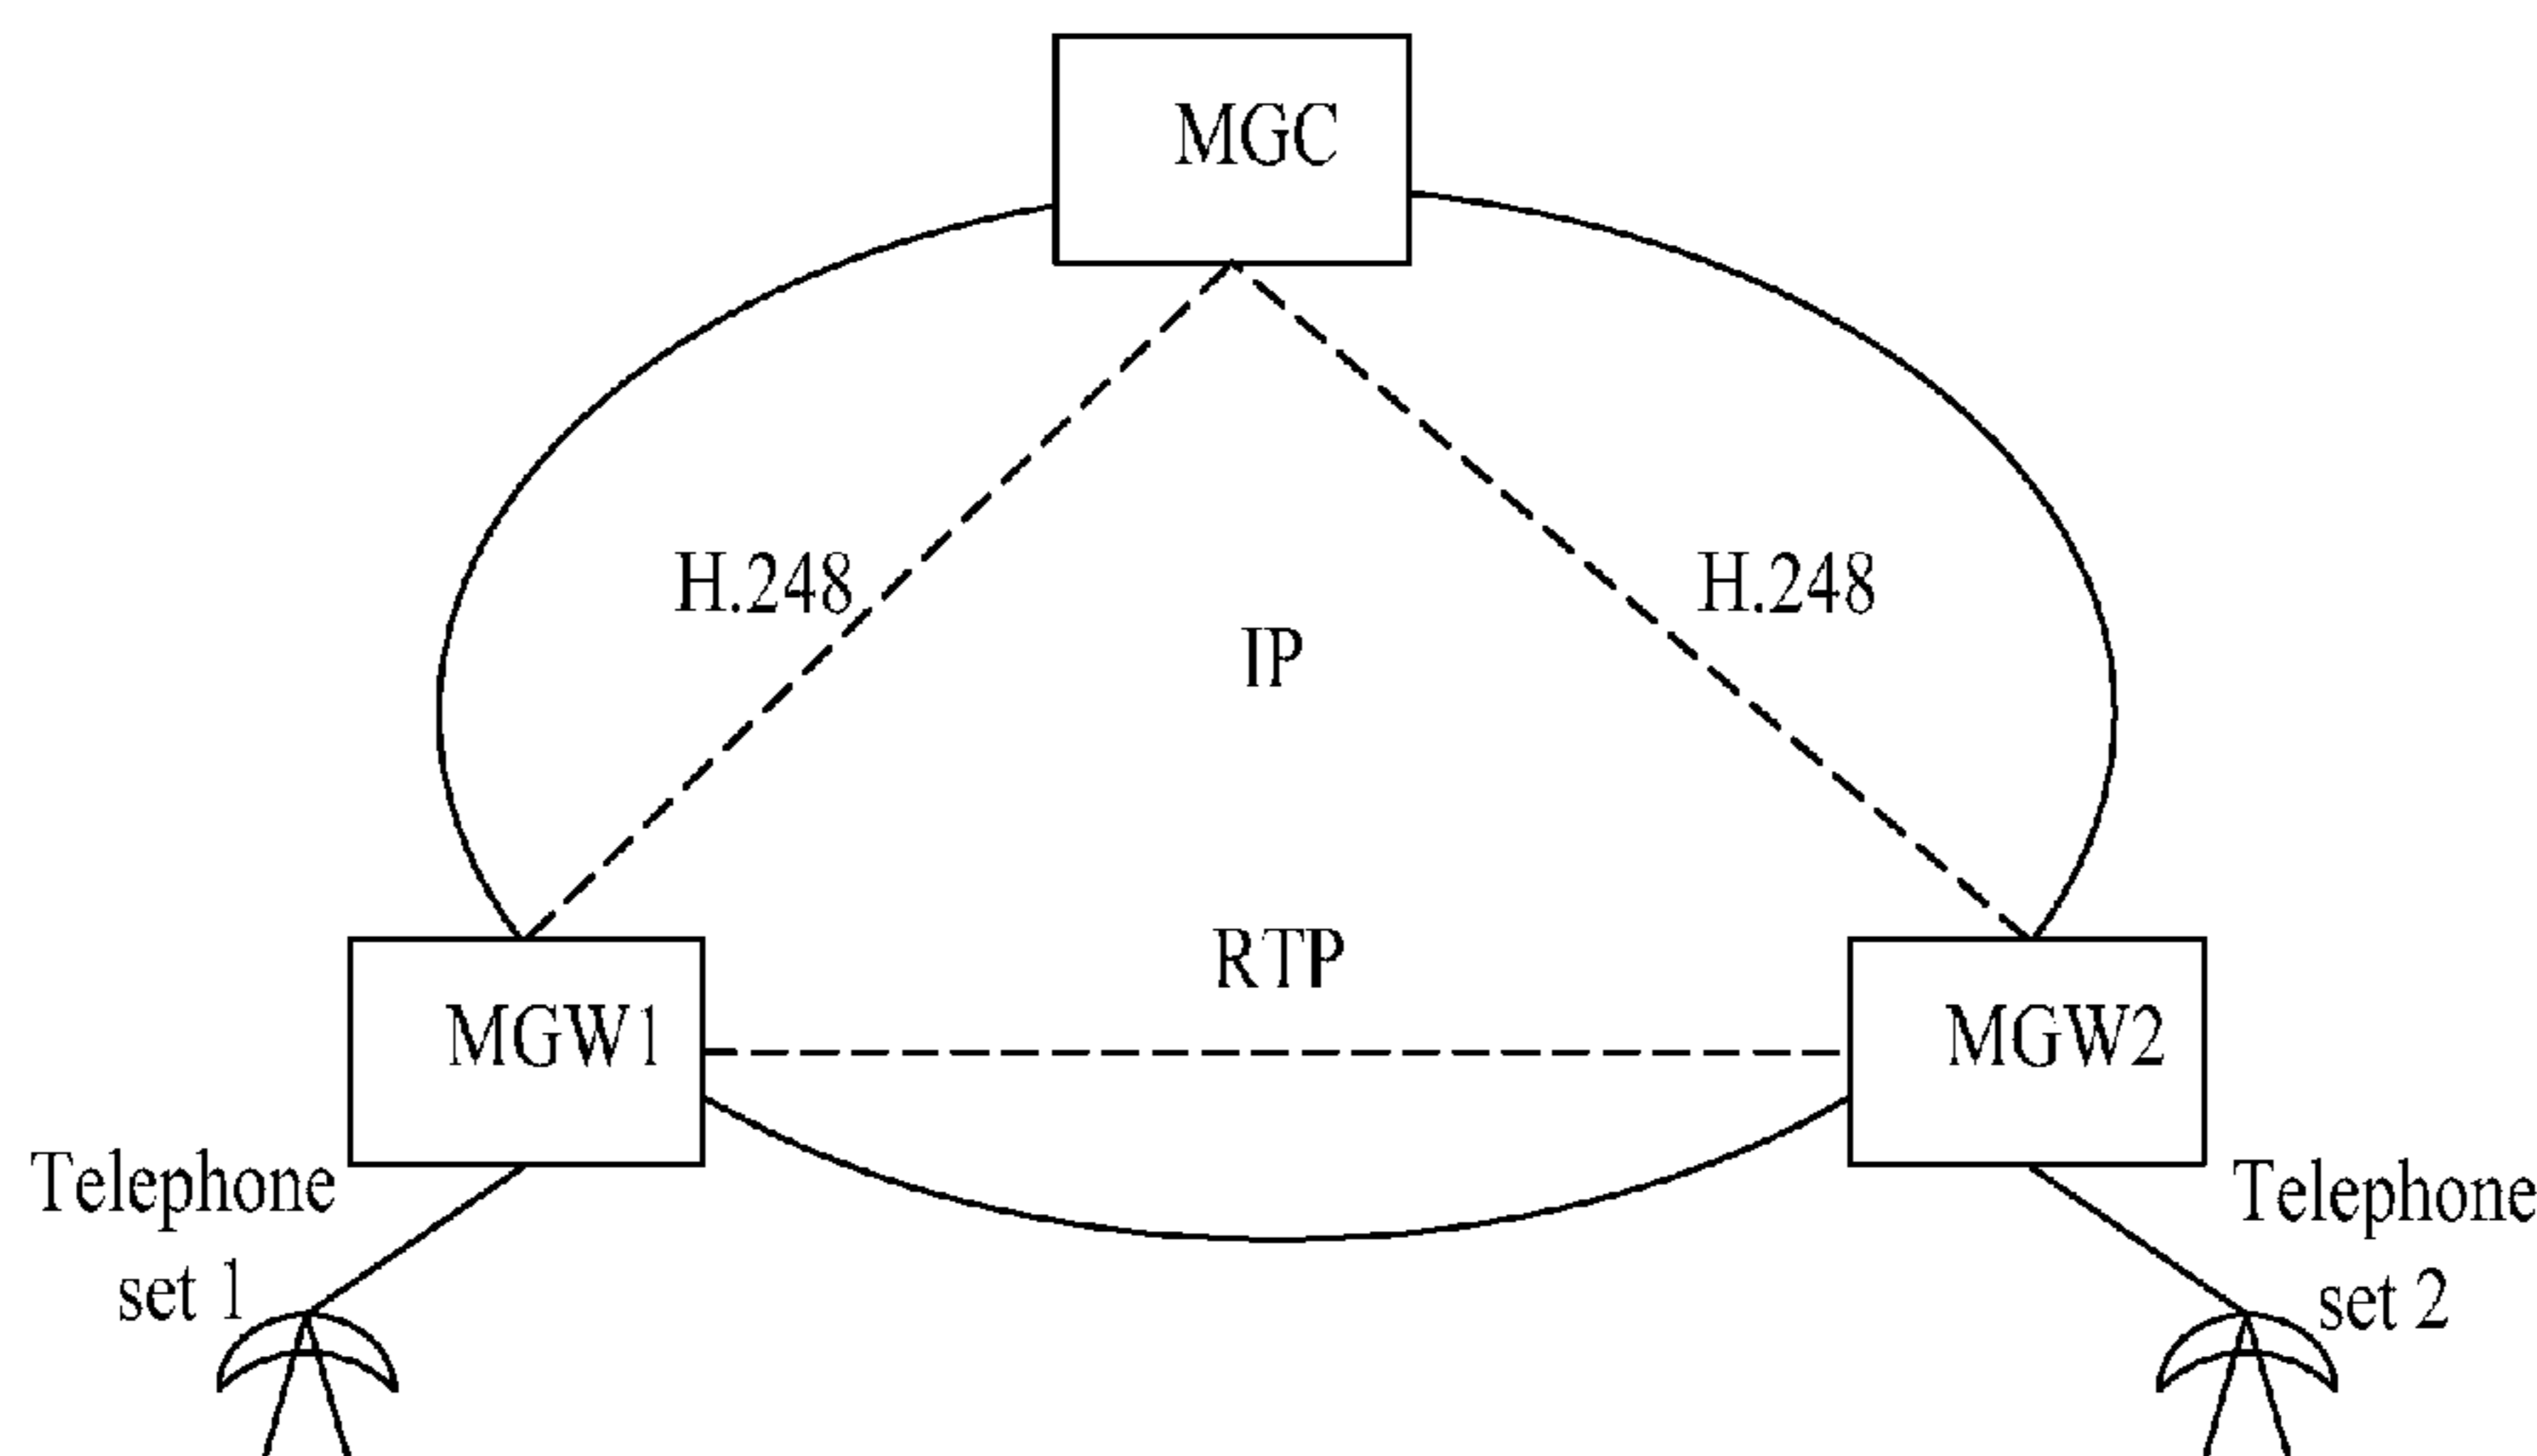 MGC
H.248
H.248
IP
RTP
MGW1
MGW2
Telephone
set 1
Telephone
set 2